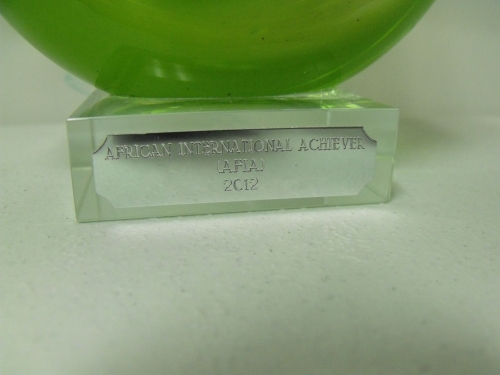 AFRICAN INTERNATIONAL ACHIEVER
(AFIA)
2012